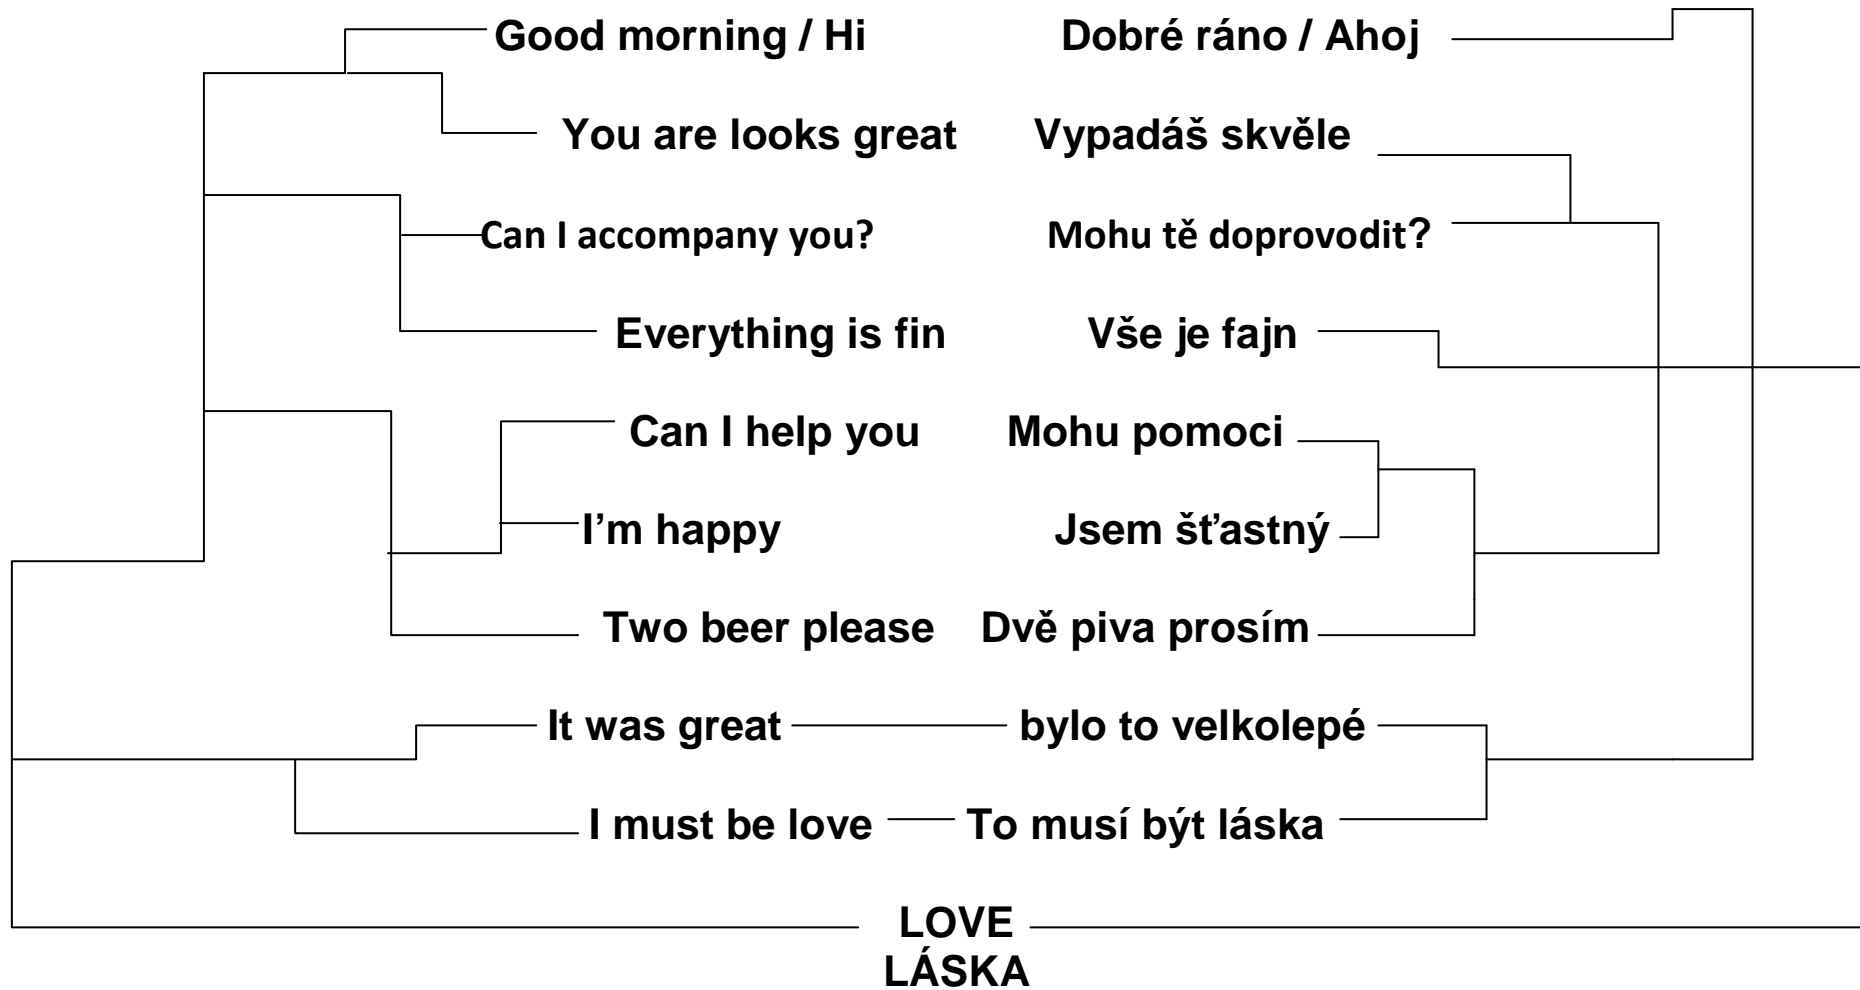 Good morning / Hi Dobré ráno / Ahoj
You are looks great Vypadáš skvěle
Can I accompany you? Mohu tě doprovodit?
Everything is fin Vše je fajn
Can I help you Mohu pomoci
I’m happy Jsem šťastný
Two beer please Dvě piva prosím
It was great bylo to velkolepé
I must be love To musí být láska
LOVE
LÁSKA